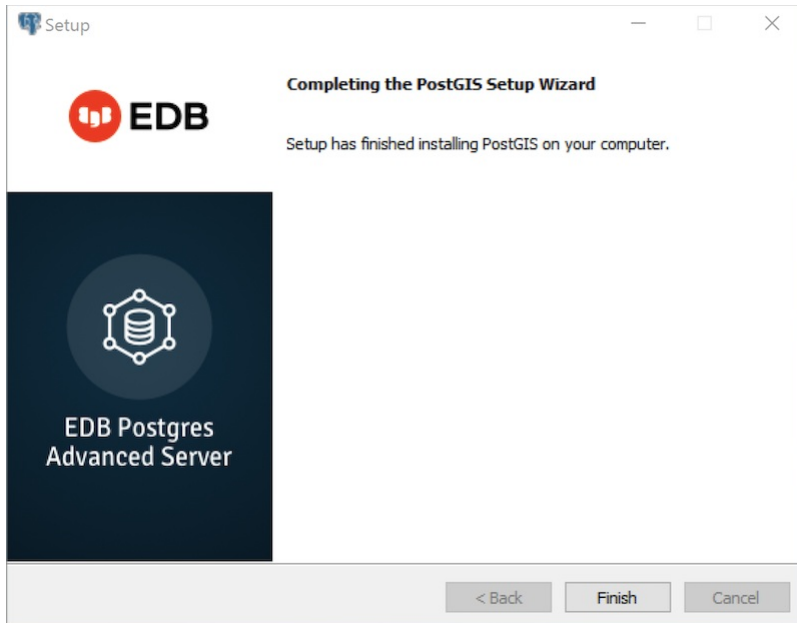 Setup
EDB
Completing the PostGIS Setup Wizard
Setup has finished installing PostGIS on your computer.
EDB Postgres
Advanced Server
< Back
Finish
Cancel